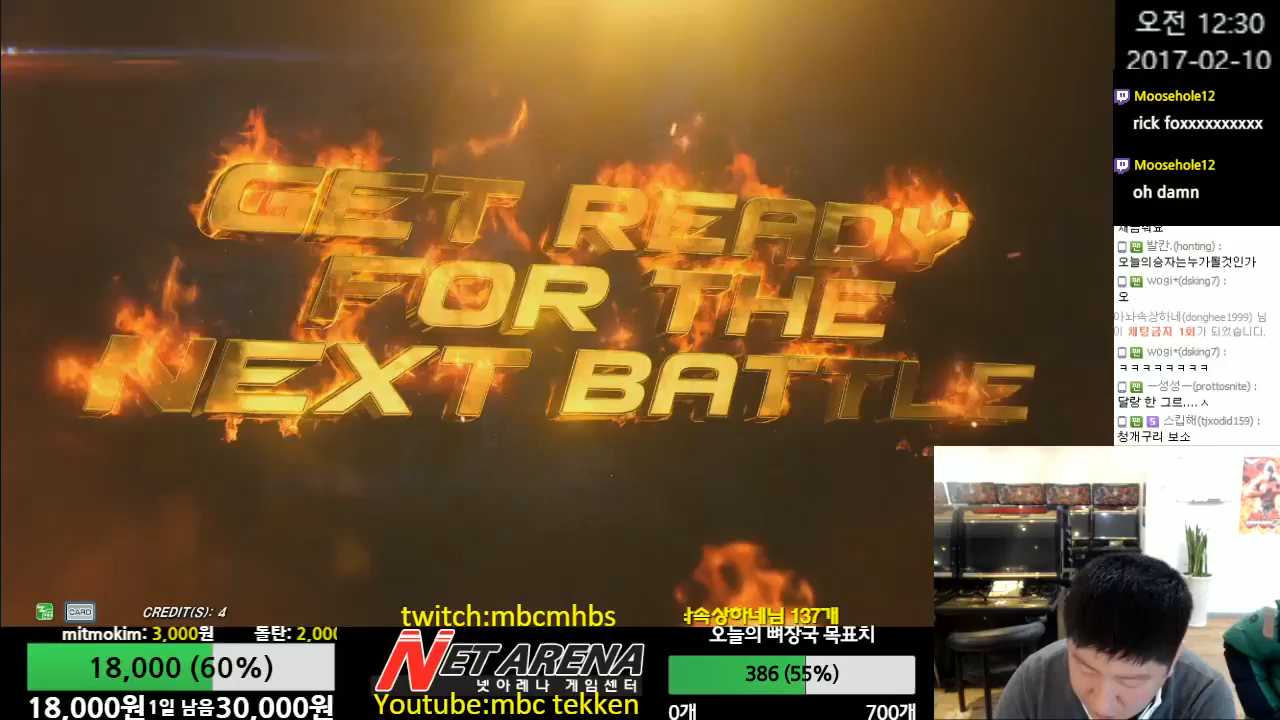 GET READY
FOR THE
NEXT BATTLE
CARD
CREDIT(S): 4
오전 12:30
2017-02-10
Moosehole12
rick foxxxxxxxxxx
Moosehole12
oh damn
팬 발칸.(honting) :
오늘의승자는누가될것인가
팬 wogi*(dsking7) :
오
아놔속상하네(donghee1999) 님
이 채팅금지 1회가 되었습니다.
팬 wogi*(dsking7) :
ㅋㅋㅋㅋㅋㅋㅋㅋ
팬 一성성一(prottosnite) :
달랑 한 그르.... ㅅ
팬 S 스킵해(tjxodid159) :
청개구리 보소
mitmokim: 3,000원 돌탄: 2,000
18,000 (60%)
18,000원 1일 남음 30,000원
twitch:mbcmhbs
NET ARENA
넷아레나 게임센터
Youtube:mbc tekken
속상하네님 137개
오늘의 뼈장국 목표치
386 (55%)
0개 700개